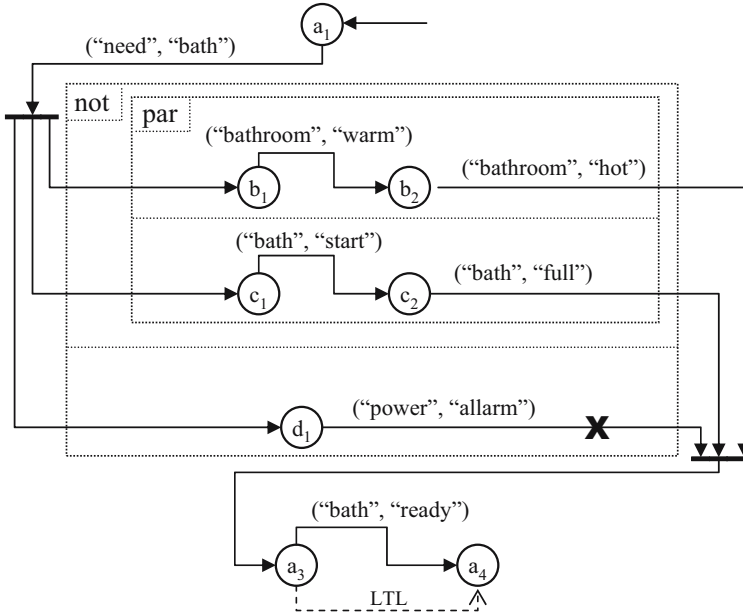 a1
(“need”, “bath”)
not
par
(“bathroom”, “warm”)
b1
b2
(“bathroom”, “hot”)
(“bath”, “start”)
c1
c2
(“bath”, “full”)
(“power”, “allarm”)
d1
X
(“bath”, “ready”)
a3
a4
LTL